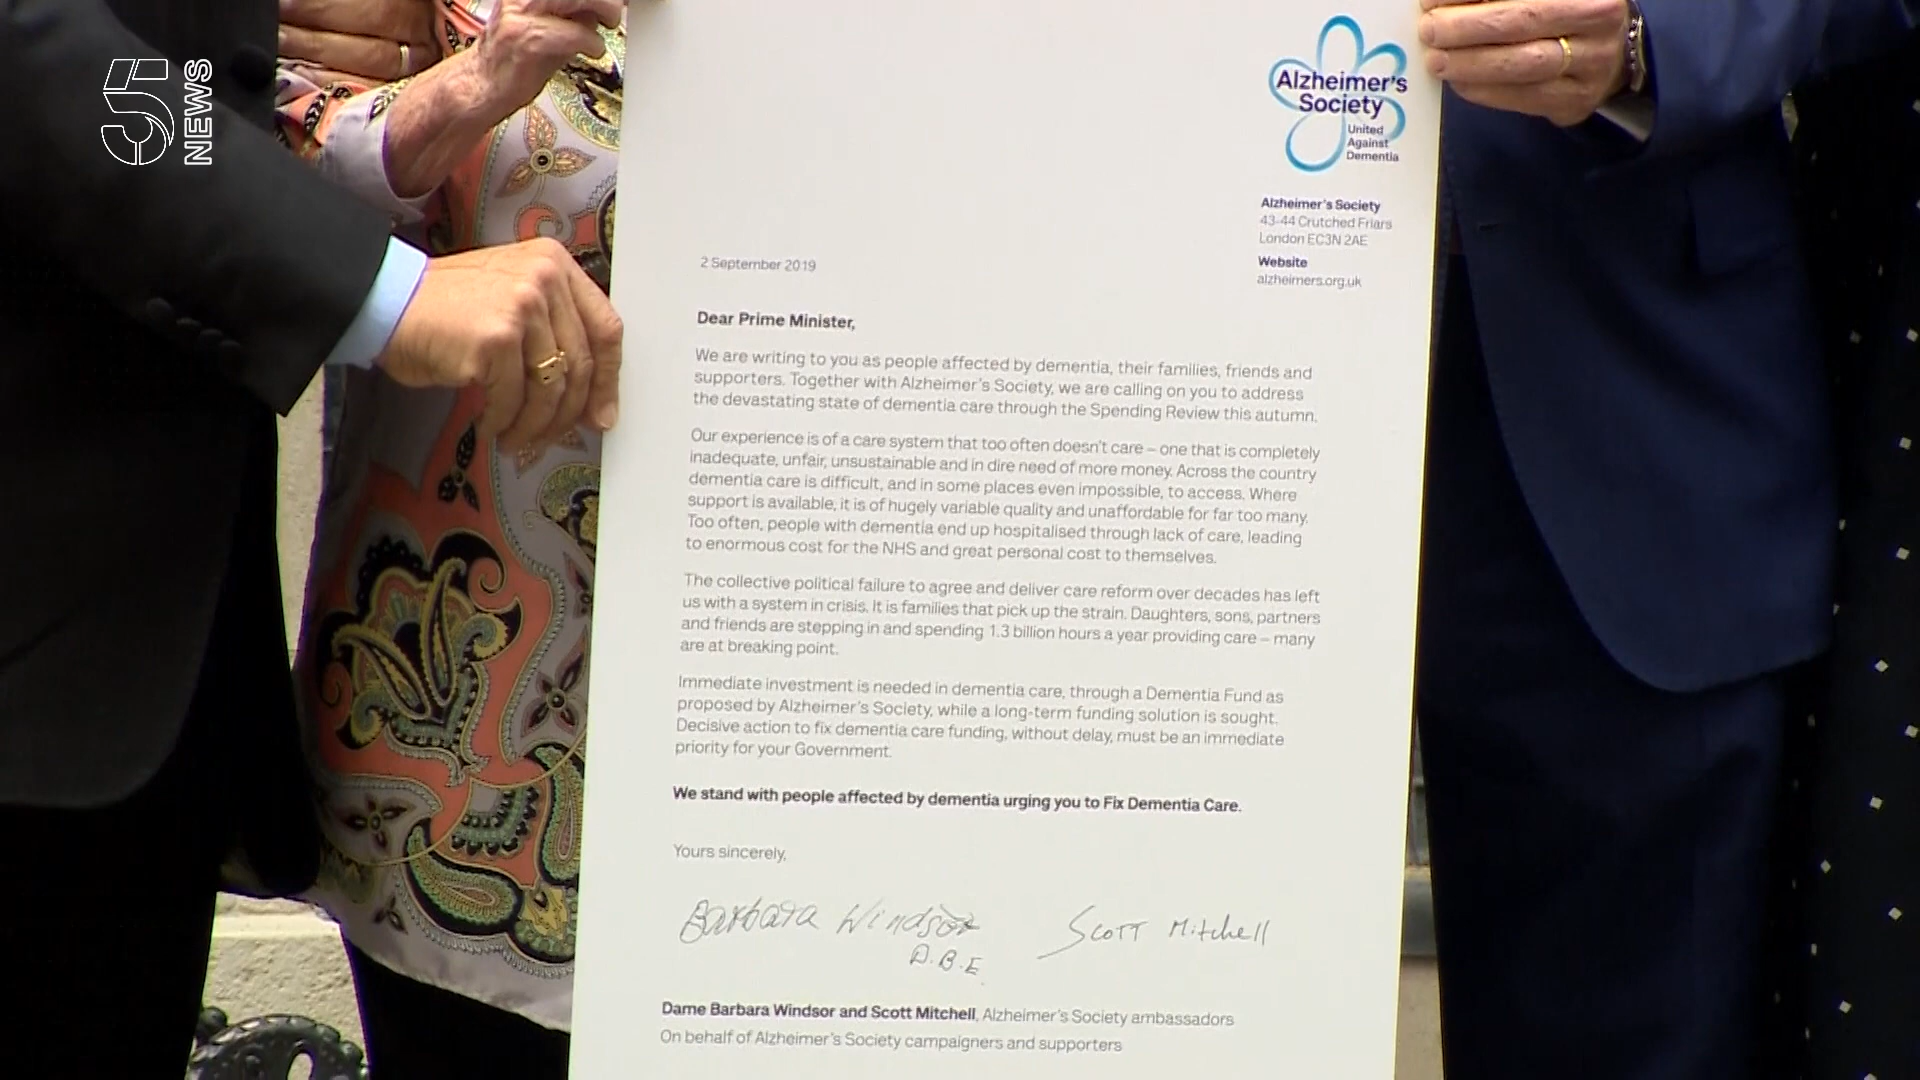 5 NEWS
Alzheimer's
Society
United
Against
Dementia
Alzheimer's Society
43-44 Crutched Friars
London EC3N 2AE
Website
alzheimers.org.uk
2 September 2019
Dear Prime Minister,
We are writing to you as people affected by dementia, their families, friends and
supporters. Together with Alzheimer's Society, we are calling on you to address
the devastating state of dementia care through the Spending Review this autumn.
Our experience is of a care system that too often doesn't care – one that is completely
inadequate, unfair, unsustainable and in dire need of more money. Across the country
dementia care is difficult, and in some places even impossible, to access. Where
support is available, it is of hugely variable quality and unaffordable for far too many.
Too often, people with dementia end up hospitalised through lack of care, leading
to enormous cost for the NHS and great personal cost to themselves.
The collective political failure to agree and deliver care reform over decades has left
us with a system in crisis. It is families that pick up the strain. Daughters, sons, partners
and friends are stepping in and spending 1.3 billion hours a year providing care – many
are at breaking point.
Immediate investment is needed in dementia care, through a Dementia Fund as
proposed by Alzheimer's Society, while a long-term funding solution is sought.
Decisive action to fix dementia care funding, without delay, must be an immediate
priority for your Government.
We stand with people affected by dementia urging you to Fix Dementia Care.
Yours sincerely,
Barbara Windsor Scott Mitchell
D.B.E
Dame Barbara Windsor and Scott Mitchell, Alzheimer's Society ambassadors
On behalf of Alzheimer's Society campaigners and supporters